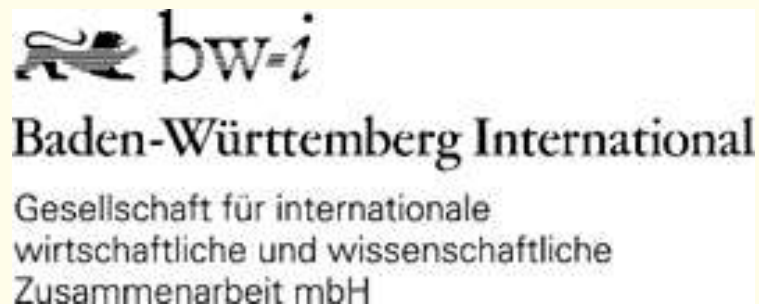 bw-i
Baden-Württemberg International
Gesellschaft für internationale
wirtschaftliche und wissenschaftliche
Zusammenarbeit mbH